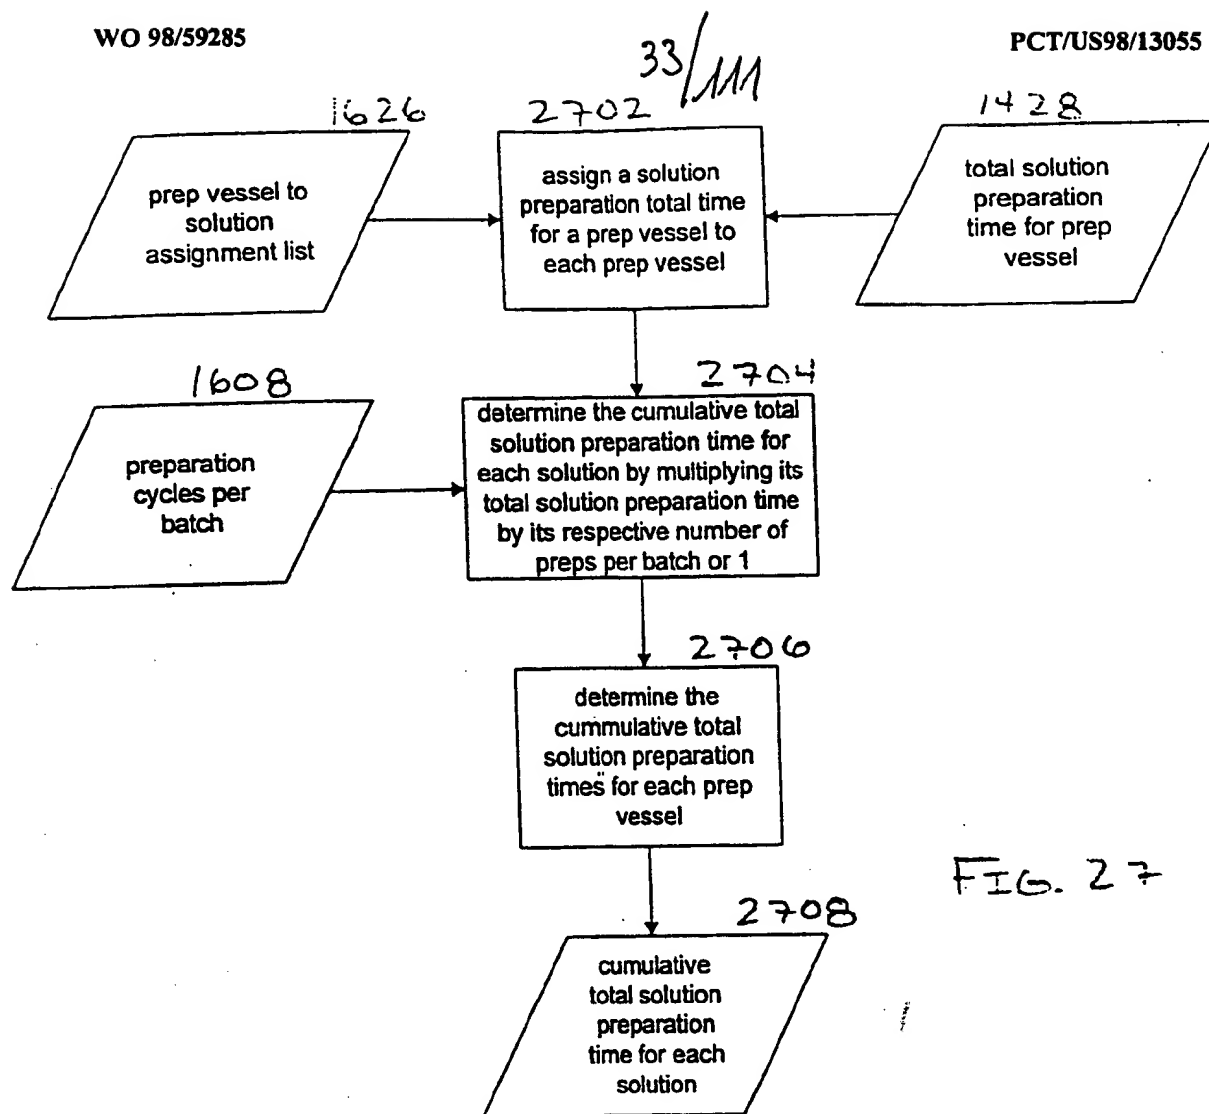 WO 98/59285
PCT/US98/13055
33/111
1626
prep vessel to
solution
assignment list
2702
assign a solution
preparation total time
for a prep vessel to
each prep vessel
1428
total solution
preparation
time for prep
vessel
1608
preparation
cycles per
batch
2704
determine the cumulative total
solution preparation time for
each solution by multiplying its
total solution preparation time
by its respective number of
preps per batch or 1
2706
determine the
cummulative total
solution preparation
times for each prep
vessel
FIG. 27
2708
cumulative
total solution
preparation
time for each
solution